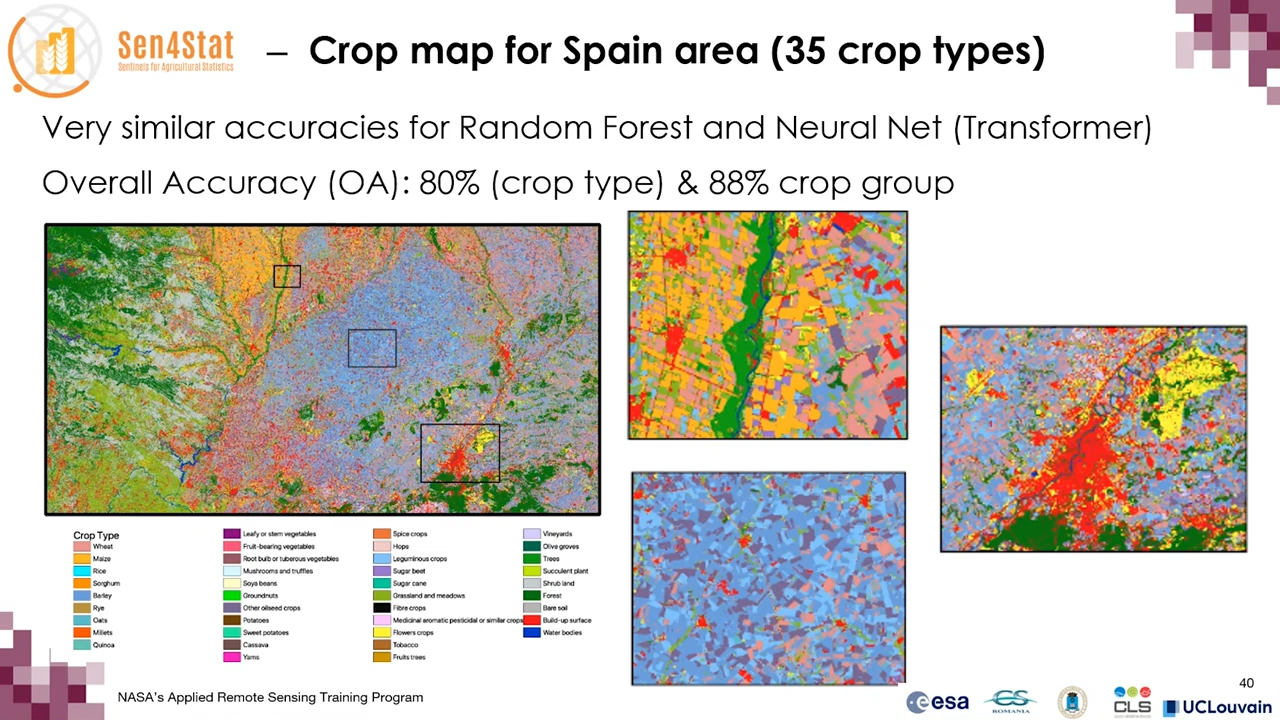 Sen4Stat
Sentinels for Agricultural Statistics
– Crop map for Spain area (35 crop types)
Very similar accuracies for Random Forest and Neural Net (Transformer)
Overall Accuracy (OA): 80% (crop type) & 88% crop group
Crop Type
Wheat
Maize
Rice
Sorghum
Barley
Rye
Oats
Millets
Quinoa
Leafy or stem vegetables
Fruit-bearing vegetables
Root bulb or tuberous vegetables
Mushrooms and truffles
Soya beans
Groundnuts
Other oilseed crops
Potatoes
Sweet potatoes
Cassava
Yams
Spice crops
Hops
Leguminous crops
Sugar beet
Sugar cane
Grassland and meadows
Fibre crops
Medicinal aromatic pesticidal or similar crops
Flowers crops
Tobacco
Fruits trees
Vineyards
Olive groves
Trees
Succulent plant
Shrub land
Forest
Bare soil
Build-up surface
Water bodies
NASA's Applied Remote Sensing Training Program
40
esa
CS
ROMANIA
CLS
UCLouvain